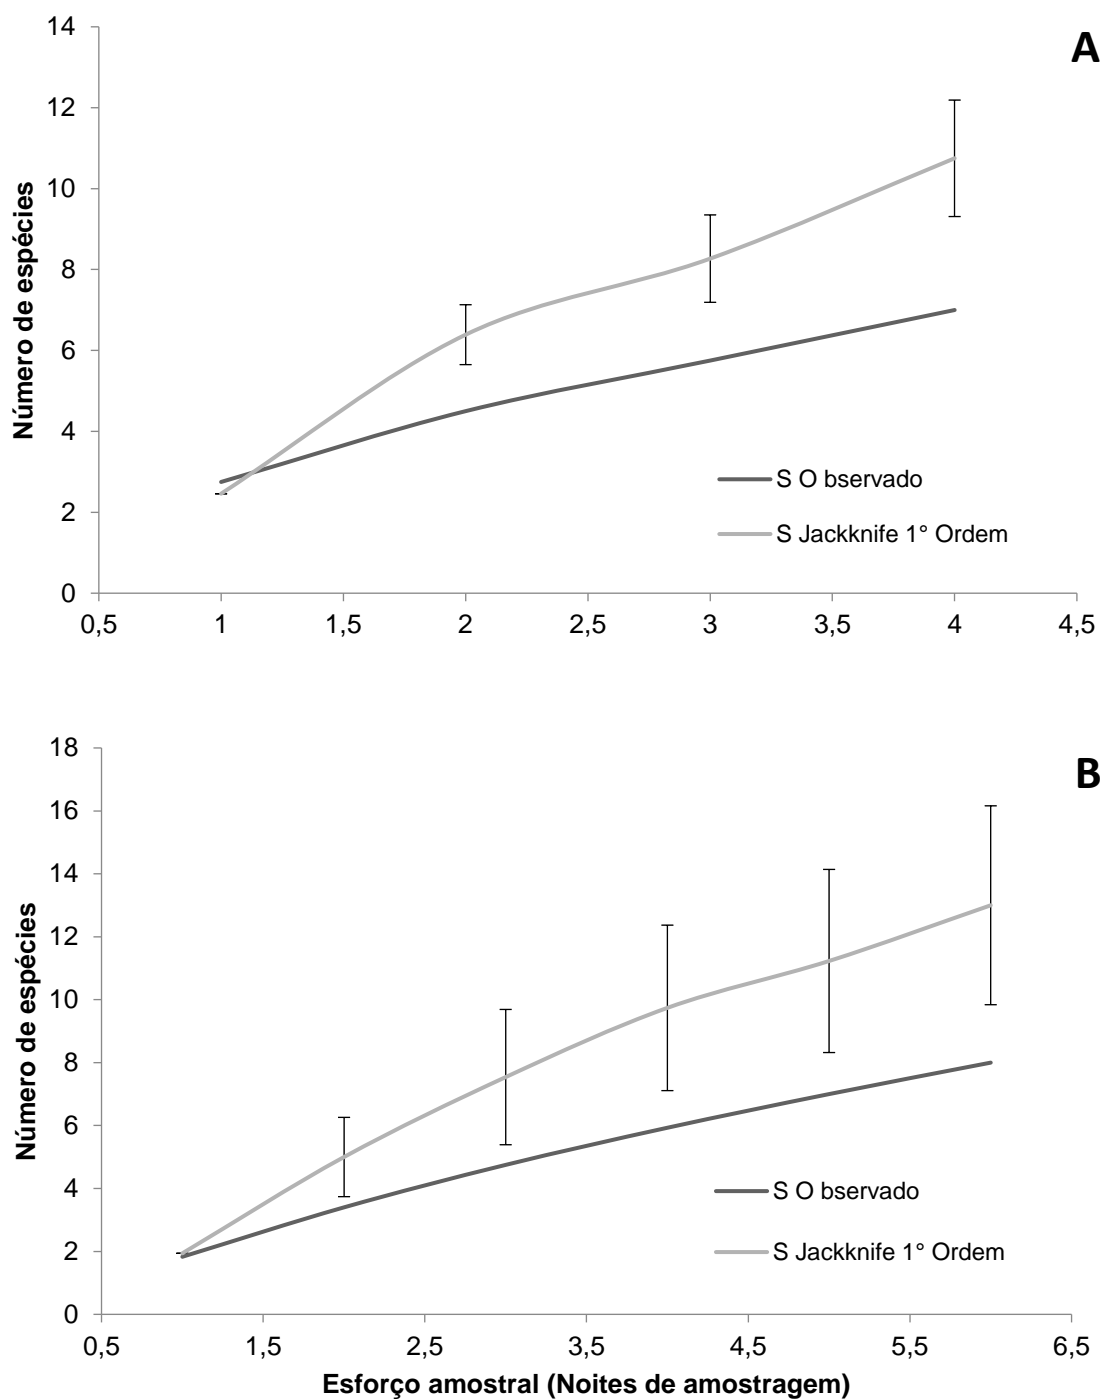 A
14
12
10
8
6
4
2
0
Número de espécies
S O bservado
S Jackknife 1° Ordem
0,5 1 1,5 2 2,5 3 3,5 4 4,5
B
18
16
14
12
10
8
6
4
2
0
Número de espécies
S O bservado
S Jackknife 1° Ordem
0,5 1,5 2,5 3,5 4,5 5,5 6,5
Esforço amostral (Noites de amostragem)